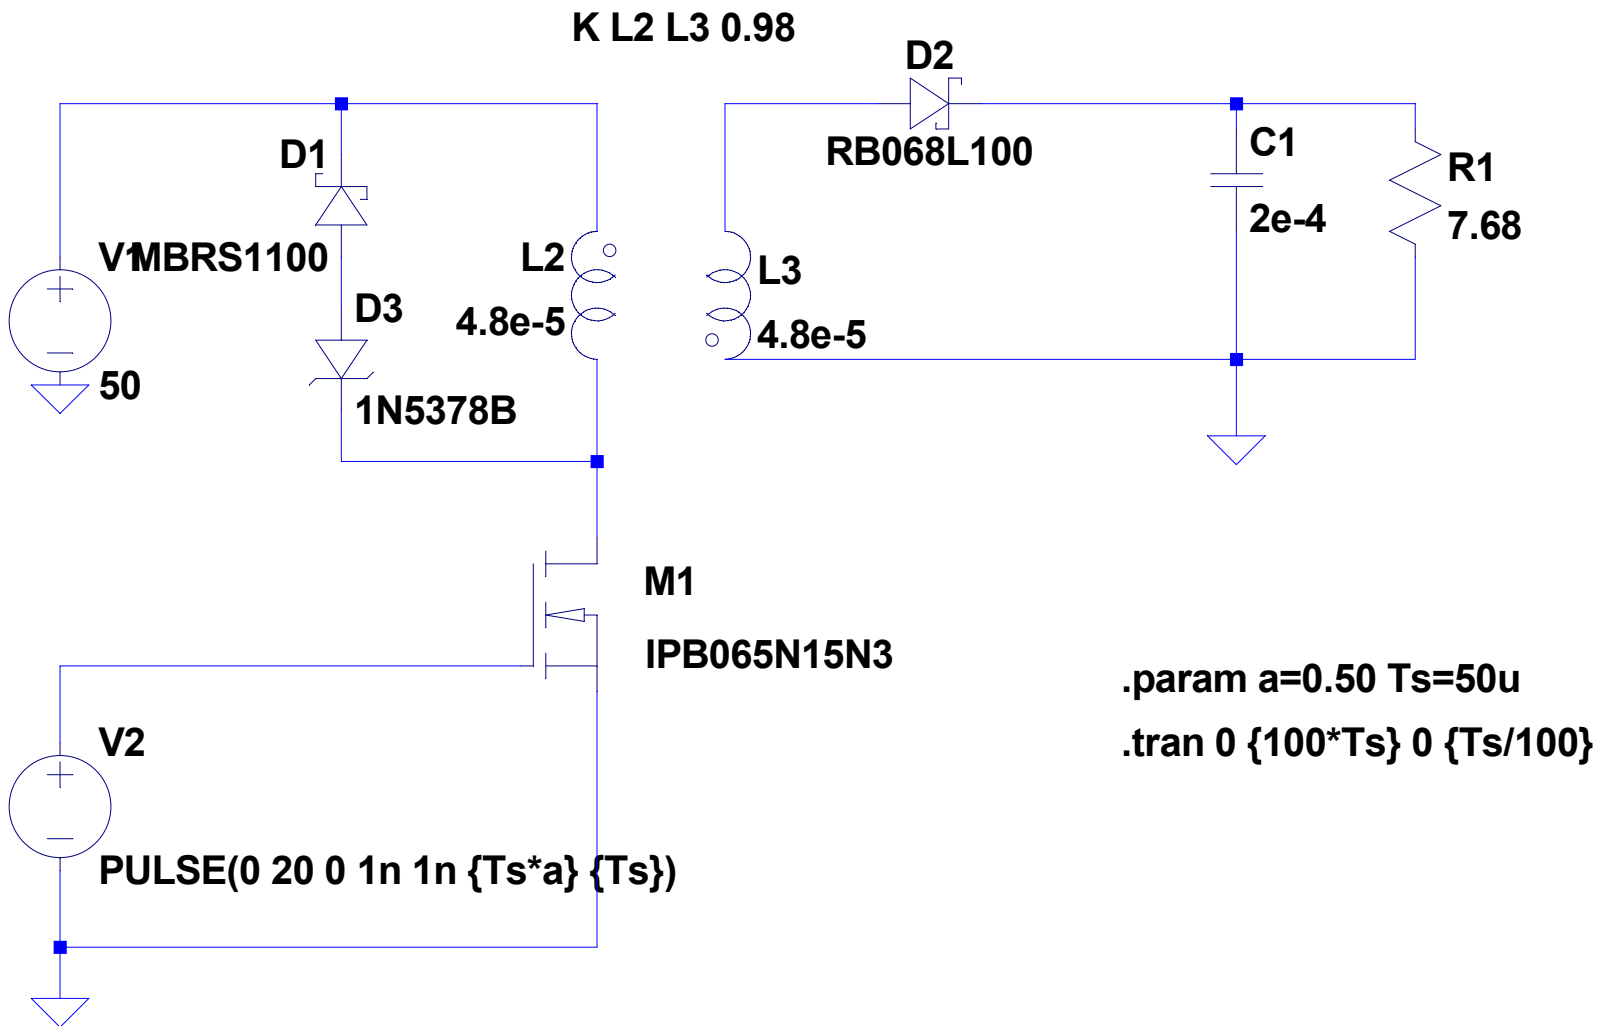 K L2 L3 0.98
D2
RB068L100
D1
C1
R1
2e-4
7.68
V1
MBRS1100
L2
L3
D3
4.8e-5
4.8e-5
50
1N5378B
M1
IPB065N15N3
.param a=0.50 Ts=50u
.tran 0 {100*Ts} 0 {Ts/100}
V2
PULSE(0 20 0 1n 1n {Ts*a} {Ts})